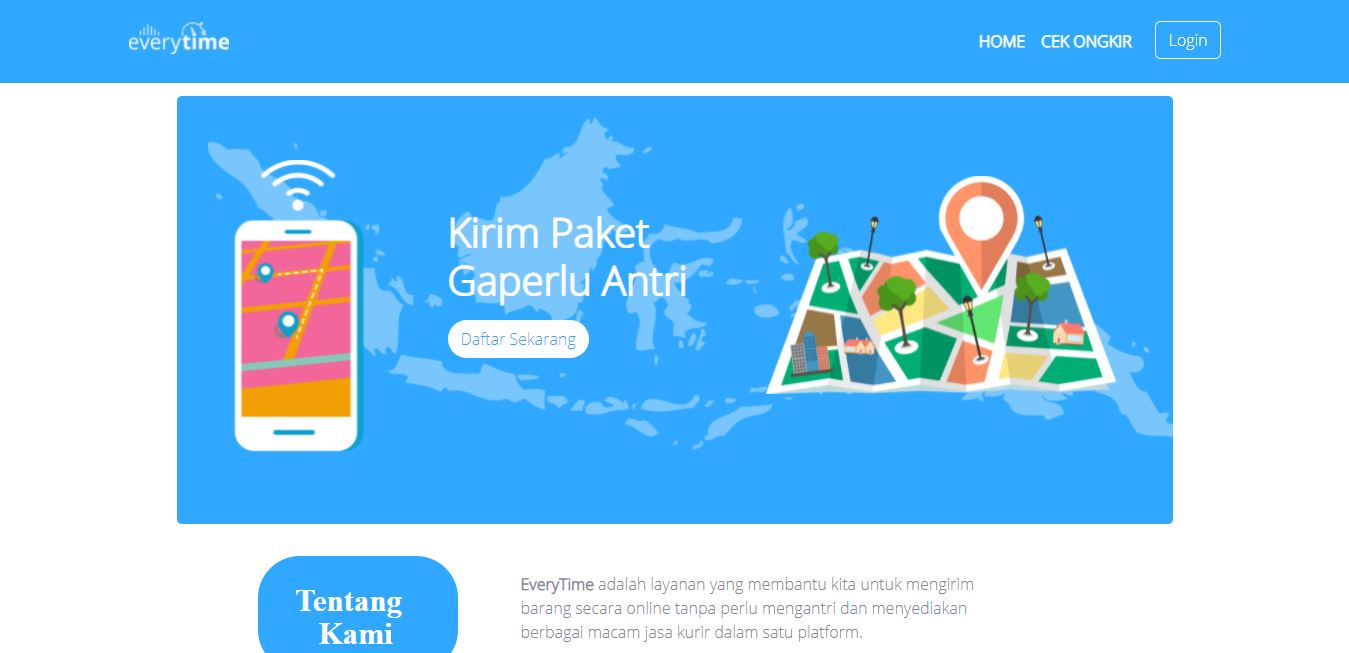 everytime
HOME CEK ONGKIR Login
Kirim Paket
Gaperlu Antri
Daftar Sekarang
Tentang
Kami
EveryTime adalah layanan yang membantu kita untuk mengirim
barang secara online tanpa perlu mengantri dan menyediakan
berbagai macam jasa kurir dalam satu platform.